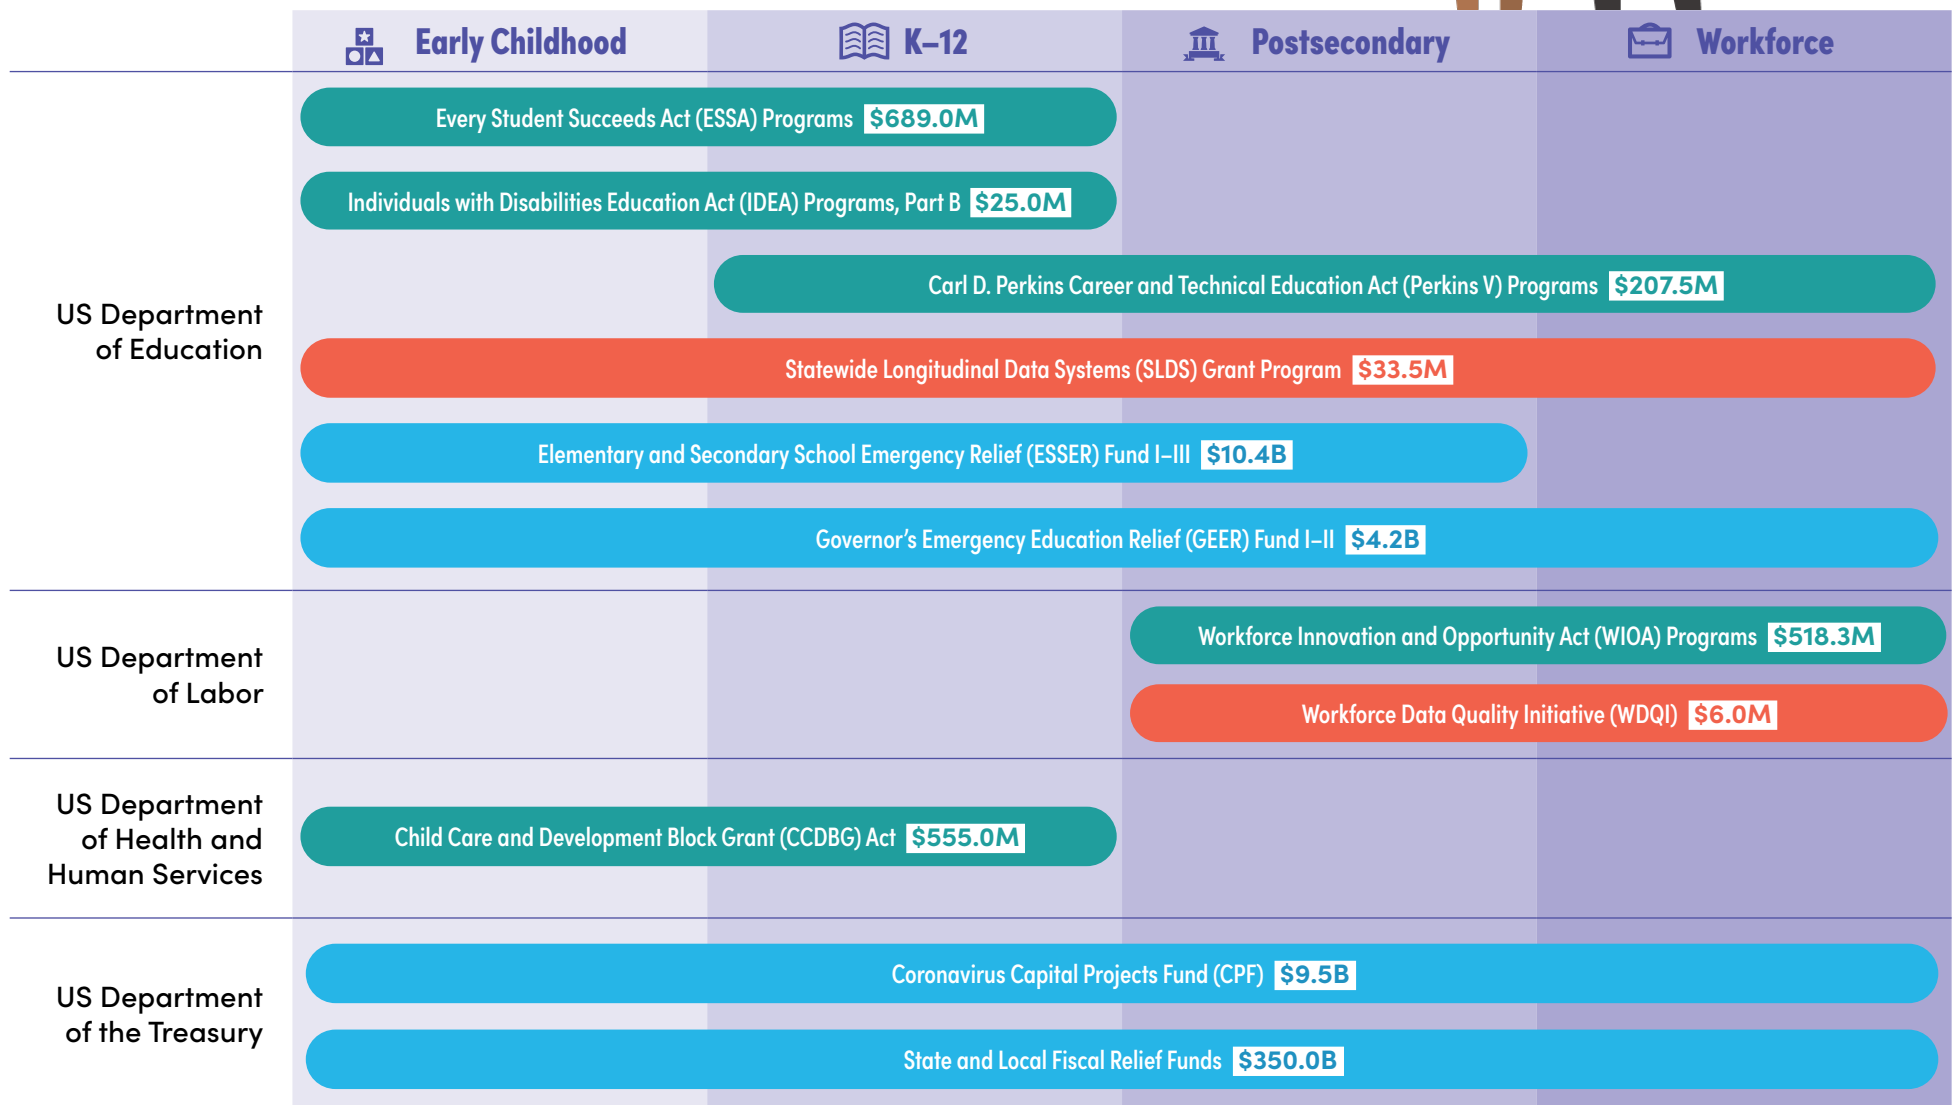 Early Childhood
K–12
Postsecondary
Workforce
US Department
of Education
Every Student Succeeds Act (ESSA) Programs $689.0M
Individuals with Disabilities Education Act (IDEA) Programs, Part B $25.0M
Carl D. Perkins Career and Technical Education Act (Perkins V) Programs $207.5M
Statewide Longitudinal Data Systems (SLDS) Grant Program $33.5M
Elementary and Secondary School Emergency Relief (ESSER) Fund I–III $10.4B
Governor’s Emergency Education Relief (GEER) Fund I–II $4.2B
US Department
of Labor
Workforce Innovation and Opportunity Act (WIOA) Programs $518.3M
Workforce Data Quality Initiative (WDQI) $6.0M
US Department
of Health and
Human Services
Child Care and Development Block Grant (CCDBG) Act $555.0M
US Department
of the Treasury
Coronavirus Capital Projects Fund (CPF) $9.5B
State and Local Fiscal Relief Funds $350.0B